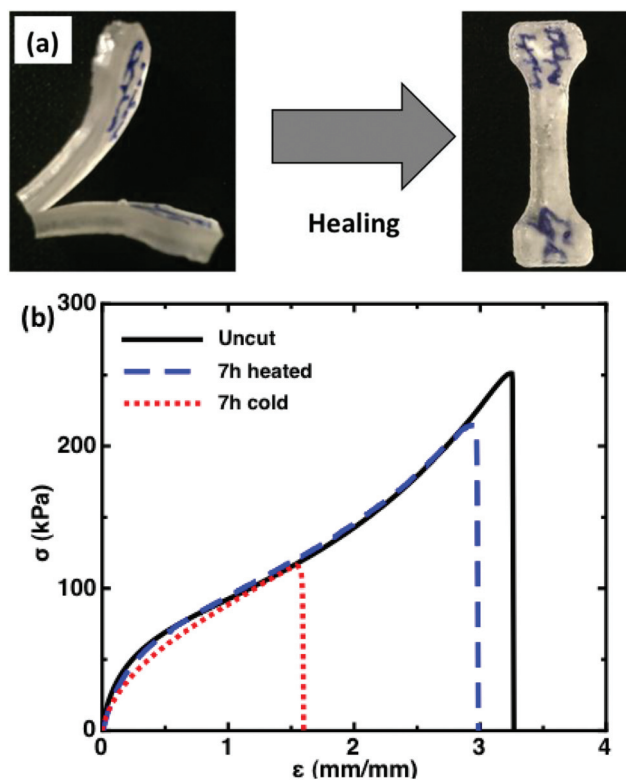 (a)
Healing
(b)
300
200
100
0
σ (kPa)
Uncut
7h heated
7h cold
0 1 2 3 4
ε (mm/mm)